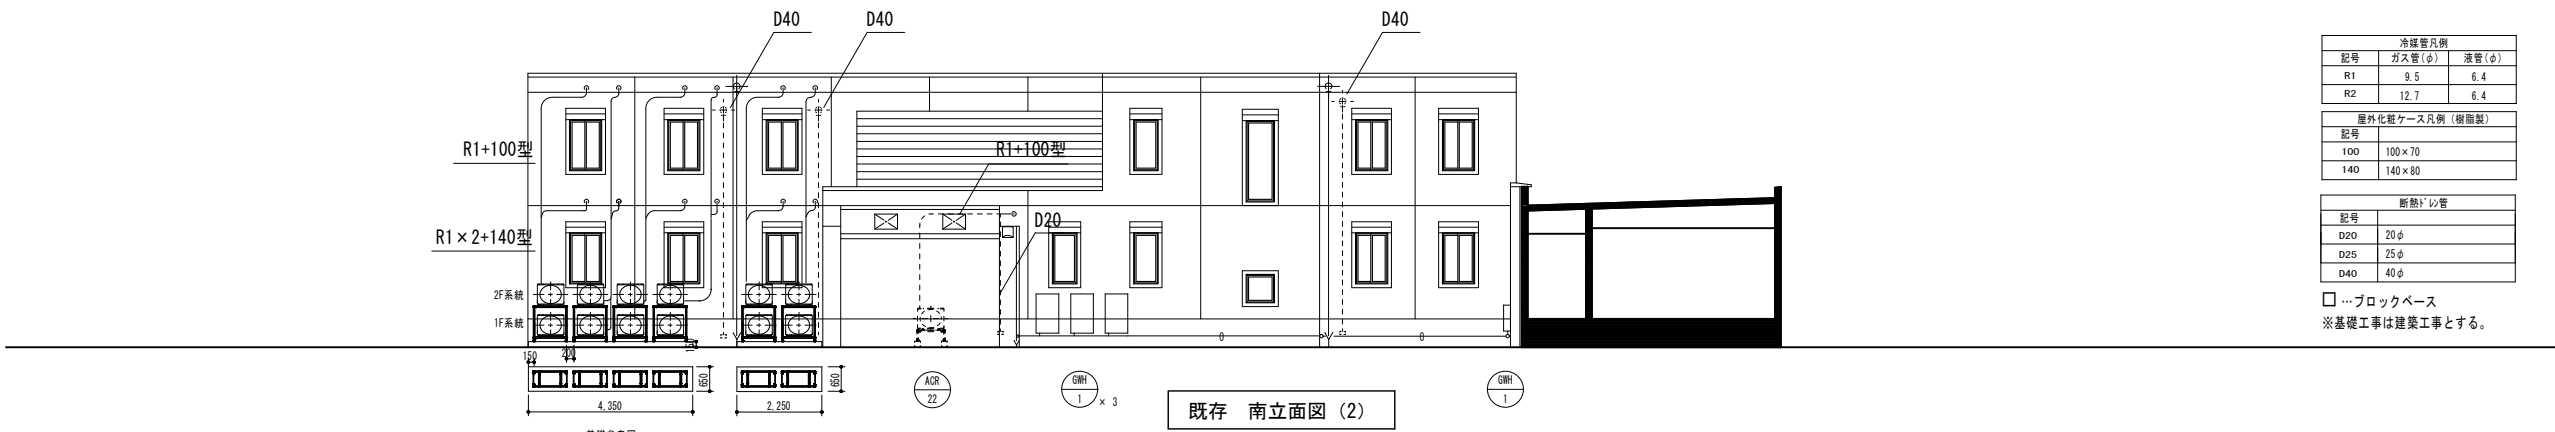 D40
D40
D40
R1+100型
R1+100型
R1×2+140型
D20
2F系統
1F系統
150
200
650
650
4,350
2,250
0
0
ACR
22
GWH
1
× 3
GWH
1
既存 南立面図 (2)
冷媒管凡例
記号 ガス管(φ) 液管(φ)
R1 9.5 6.4
R2 12.7 6.4
屋外化粧ケース凡例 (樹脂製)
記号
100 100×70
140 140×80
断熱ドレン管
記号
D20 20φ
D25 25φ
D40 40φ
□ …ブロックベース
※基礎工事は建築工事とする。